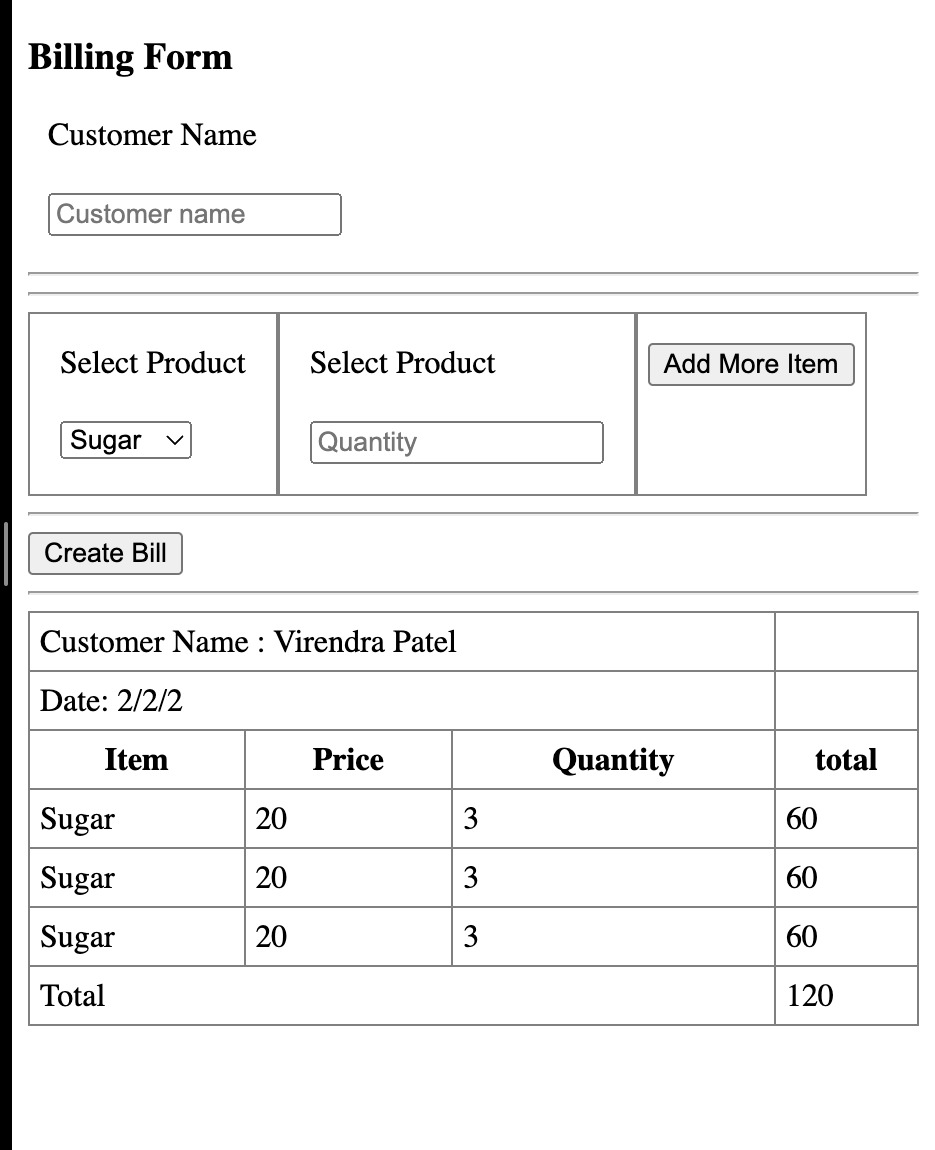 Billing Form
Customer Name
Customer name
Select Product Select Product Add More Item
Sugar Quantity
Create Bill
Customer Name : Virendra Patel
Date: 2/2/2
Item Price Quantity total
Sugar 20 3 60
Sugar 20 3 60
Sugar 20 3 60
Total 120